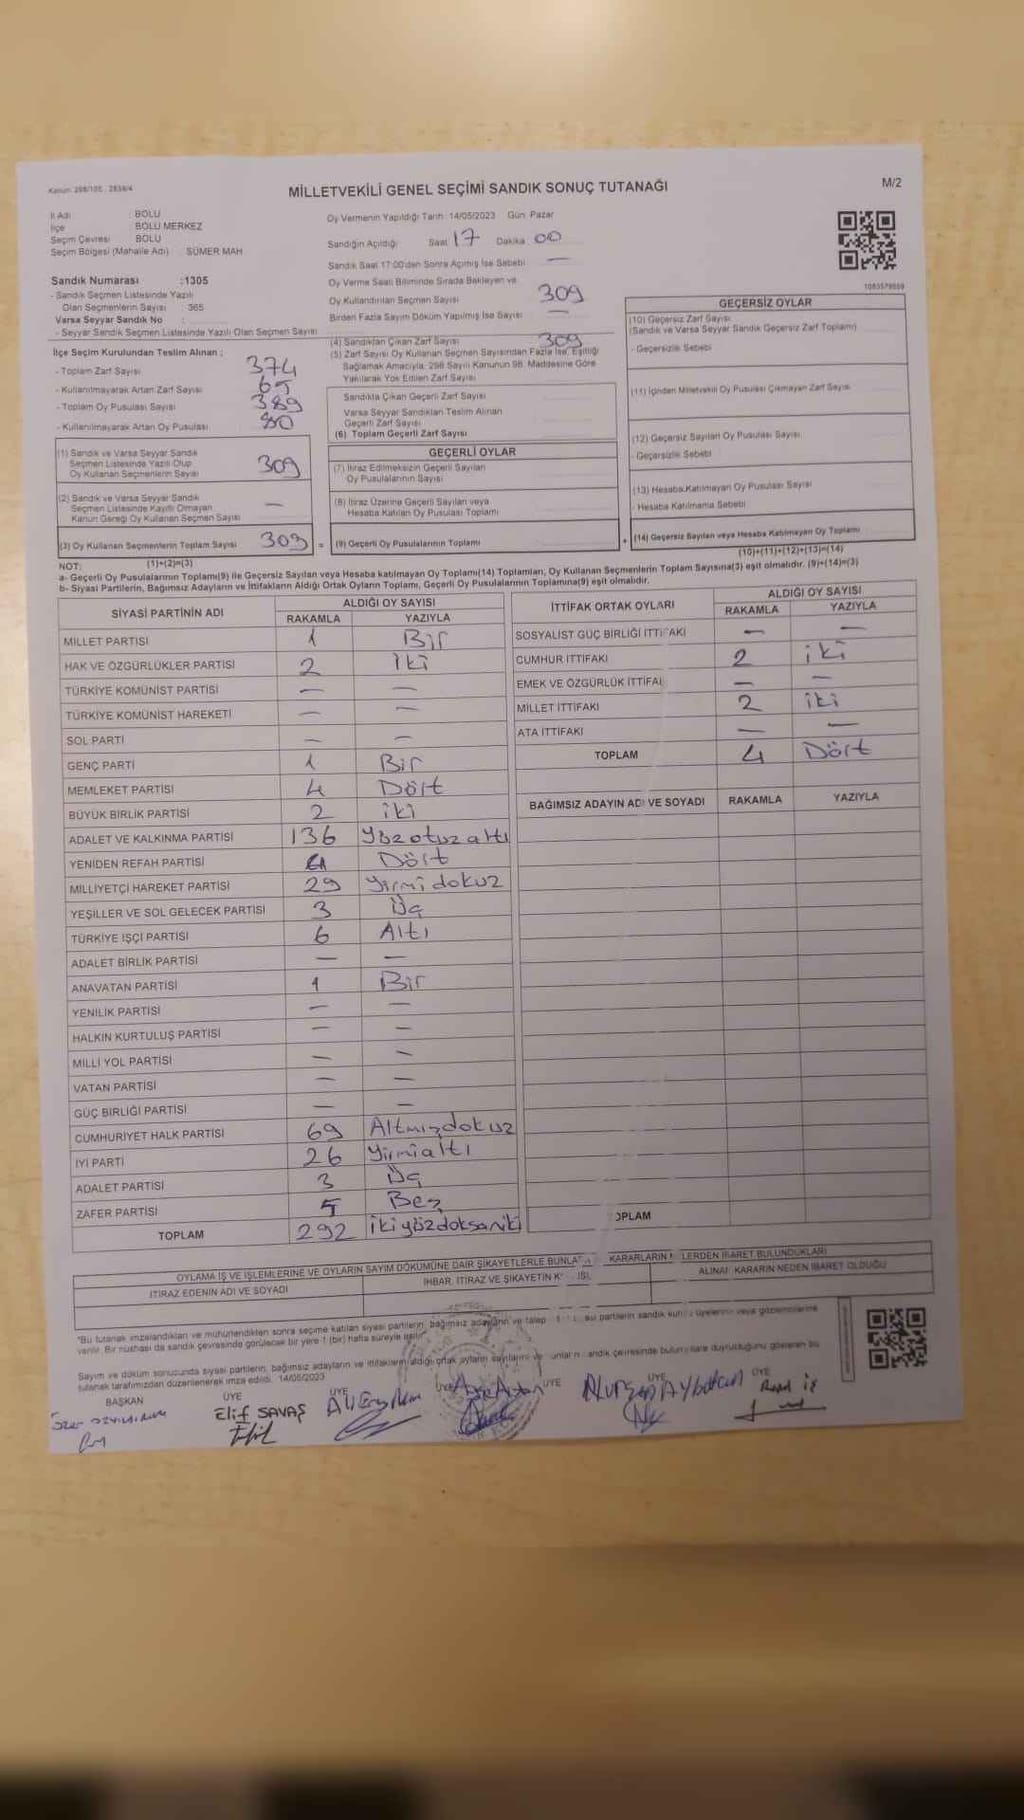 Kanun: 298/105, 2839/4
MİLLETVEKİLİ GENEL SEÇİMİ SANDIK SONUÇ TUTANAĞI
M/2
İl Adı : BOLU
İlçe : BOLU MERKEZ
Seçim Çevresi : BOLU
Seçim Bölgesi (Mahalle Adı) : SÜMER MAH
Oy Vermenin Yapıldığı Tarih: 14/05/2023 Gün: Pazar
Sandığın Açıldığı Saat 17 Dakika 00
Sandık Saat 17:00'den Sonra Açılmış İse Sebebi —
Sandık Numarası :1305
- Sandık Seçmen Listesinde Yazılı
Olan Seçmenlerin Sayısı : 365
Varsa Seyyar Sandık No :
- Seyyar Sandık Seçmen Listesinde Yazılı Olan Seçmen Sayısı :
Oy Verme Saati Bitiminde Sırada Bekleyen ve
Oy Kullandırılan Seçmen Sayısı 309
Birden Fazla Sayım Döküm Yapılmış İse Sayısı —
1083579559
İlçe Seçim Kurulundan Teslim Alınan :
- Toplam Zarf Sayısı 374
- Kullanılmayarak Artan Zarf Sayısı 65
- Toplam Oy Pusulası Sayısı 389
- Kullanılmayarak Artan Oy Pusulası 80
(1) Sandık ve Varsa Seyyar Sandık
Seçmen Listesinde Yazılı Olup
Oy Kullanan Seçmenlerin Sayısı 309
(2) Sandık ve Varsa Seyyar Sandık
Seçmen Listesinde Kayıtlı Olmayan
Kanun Gereği Oy Kullanan Seçmen Sayısı —
(3) Oy Kullanan Seçmenlerin Toplam Sayısı 309 =
(1)+(2)=(3)
(4) Sandıktan Çıkan Zarf Sayısı 309
(5) Zarf Sayısı Oy Kullanan Seçmen Sayısından Fazla İse, Eşitliği
Sağlamak Amacıyla, 298 Sayılı Kanunun 98. Maddesine Göre
Yakılarak Yok Edilen Zarf Sayısı
Sandıkta Çıkan Geçerli Zarf Sayısı
Varsa Seyyar Sandıktan Teslim Alınan
Geçerli Zarf Sayısı
(6) Toplam Geçerli Zarf Sayısı
GEÇERLİ OYLAR
(7) İtiraz Edilmeksizin Geçerli Sayılan
Oy Pusulalarının Sayısı
(8) İtiraz Üzerine Geçerli Sayılan veya
Hesaba Katılan Oy Pusulası Toplamı
(9) Geçerli Oy Pusulalarının Toplamı +
GEÇERSİZ OYLAR
(10) Geçersiz Zarf Sayısı
(Sandık ve Varsa Seyyar Sandık Geçersiz Zarf Toplamı)
- Geçersizlik Sebebi
(11) İçinden Milletvekili Oy Pusulası Çıkmayan Zarf Sayısı
(12) Geçersiz Sayılan Oy Pusulası Sayısı
- Geçersizlik Sebebi
(13) Hesaba Katılmayan Oy Pusulası Sayısı
- Hesaba Katılmama Sebebi
(14) Geçersiz Sayılan veya Hesaba Katılmayan Oy Toplamı
(10)+(11)+(12)+(13)=(14)
NOT:
a- Geçerli Oy Pusulalarının Toplamı(9) ile Geçersiz Sayılan veya Hesaba katılmayan Oy Toplamı(14) Toplamları, Oy Kullanan Seçmenlerin Toplam Sayısına(3) eşit olmalıdır. (9)+(14)=(3)
b- Siyasi Partilerin, Bağımsız Adayların ve İttifakların Aldığı Ortak Oyların Toplamı, Geçerli Oy Pusulalarının Toplamına(9) eşit olmalıdır.
SİYASİ PARTİNİN ADI ALDIĞI OY SAYISI
RAKAMLA YAZIYLA
MİLLET PARTİSİ 1 Bir
HAK VE ÖZGÜRLÜKLER PARTİSİ 2 iki
TÜRKİYE KOMÜNİST PARTİSİ — —
TÜRKİYE KOMÜNİST HAREKETİ — —
SOL PARTİ — —
GENÇ PARTİ 1 Bir
MEMLEKET PARTİSİ 4 Dört
BÜYÜK BİRLİK PARTİSİ 2 iki
ADALET VE KALKINMA PARTİSİ 136 Yüzotuzaltı
YENİDEN REFAH PARTİSİ 4 Dört
MİLLİYETÇİ HAREKET PARTİSİ 29 Yirmidokuz
YEŞİLLER VE SOL GELECEK PARTİSİ 3 Üç
TÜRKİYE İŞÇİ PARTİSİ 6 Altı
ADALET BİRLİK PARTİSİ — —
ANAVATAN PARTİSİ 1 Bir
YENİLİK PARTİSİ — —
HALKIN KURTULUŞ PARTİSİ — —
MİLLİ YOL PARTİSİ — —
VATAN PARTİSİ — —
GÜÇ BİRLİĞİ PARTİSİ — —
CUMHURİYET HALK PARTİSİ 69 Altmışdokuz
İYİ PARTİ 26 Yirmialtı
ADALET PARTİSİ 3 Üç
ZAFER PARTİSİ 5 Beş
TOPLAM 292 ikiyüzdoksaniki
İTTİFAK ORTAK OYLARI ALDIĞI OY SAYISI
RAKAMLA YAZIYLA
SOSYALİST GÜÇ BİRLİĞİ İTTİFAKI — —
CUMHUR İTTİFAKI 2 iki
EMEK VE ÖZGÜRLÜK İTTİFAKI — —
MİLLET İTTİFAKI 2 iki
ATA İTTİFAKI — —
TOPLAM 4 Dört
BAĞIMSIZ ADAYIN ADI VE SOYADI RAKAMLA YAZIYLA
OPLAM
OYLAMA İŞ VE İŞLEMLERİNE VE OYLARIN SAYIM DÖKÜMÜNE DAİR ŞİKAYETLERLE BUNLA KARARLARIN LERDEN İBARET BULUNDUKLARI
İTİRAZ EDENİN ADI VE SOYADI
İHBAR, İTİRAZ VE ŞİKAYETİN K SI
ALINAN KARARIN NEDEN İBARET OLDUĞU
"Bu tutanak imzalandıktan ve mühürlendikten sonra seçime katılan siyasi partilerin, bağımsız adayların ve talep partilerin sandık kurulu üyelerine veya gözlemcilerine
verilir. Bir nüshası da sandık çevresinde görülecek bir yere 1 (bir) hafta süreyle asılır.
Sayım ve döküm sonucunda siyasi partilerin, bağımsız adayların ve ittifakların aldığı ortak oyların sayılarını ve sandık çevresinde bulunanlara duyurulduğunu gösteren bu
tutanak tarafımızdan düzenlenerek imza edildi. 14/05/2023
BAŞKAN ÜYE ÜYE ÜYE ÜYE ÜYE
Elif SAVAŞ